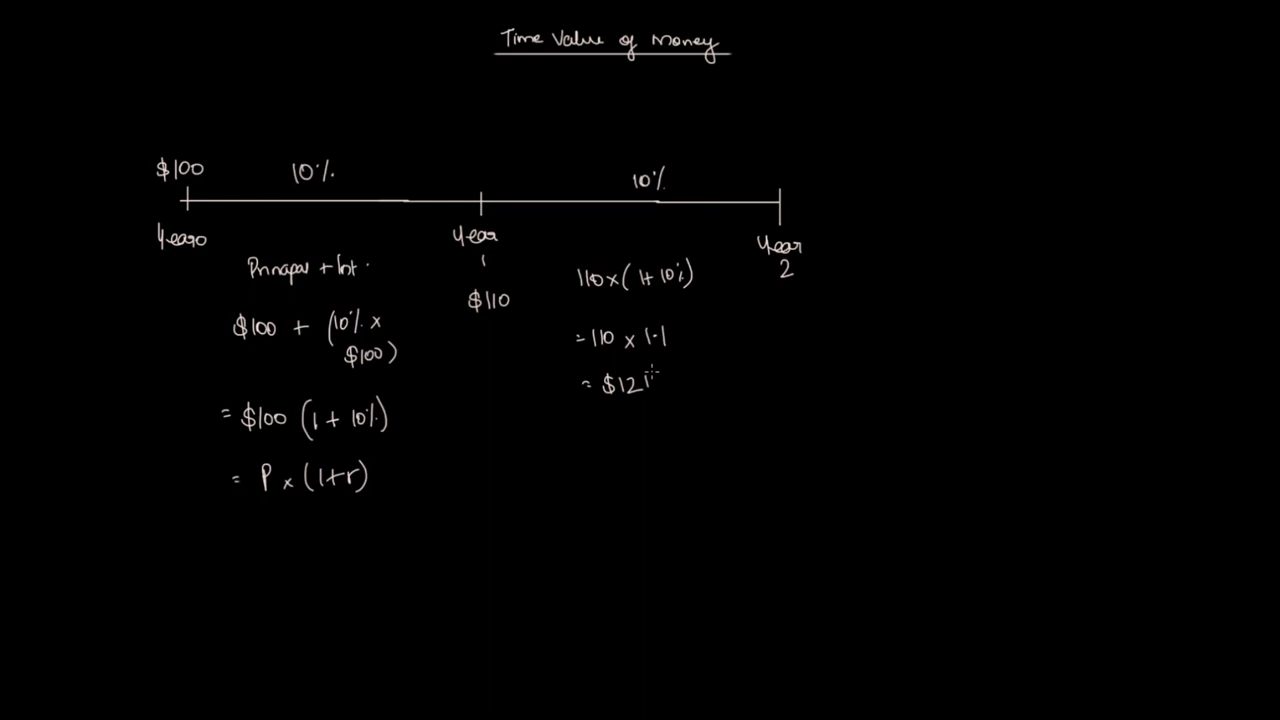 Time Value of Money
$100 10% 10%
Year 0 Year 1 Year 2
Principal + Int.
$100 + (10% x
$100)
= $100 (1 + 10%)
= P x (1+r)
$110
110 x (1 + 10%)
= 110 x 1.1
= $121